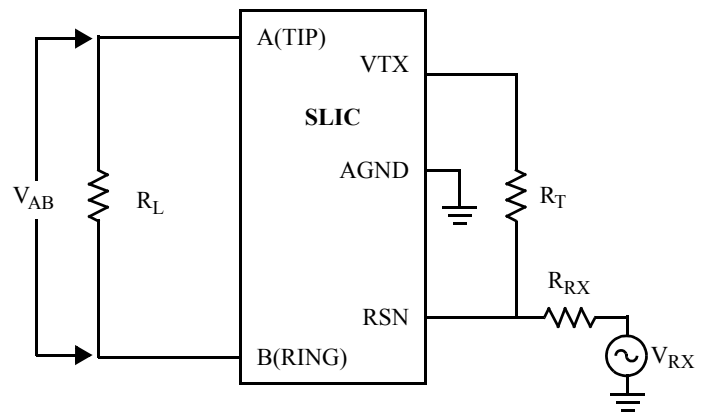 A(TIP)
VTX
SLIC
AGND
V_AB
R_L
R_T
R_RX
RSN
V_RX
B(RING)